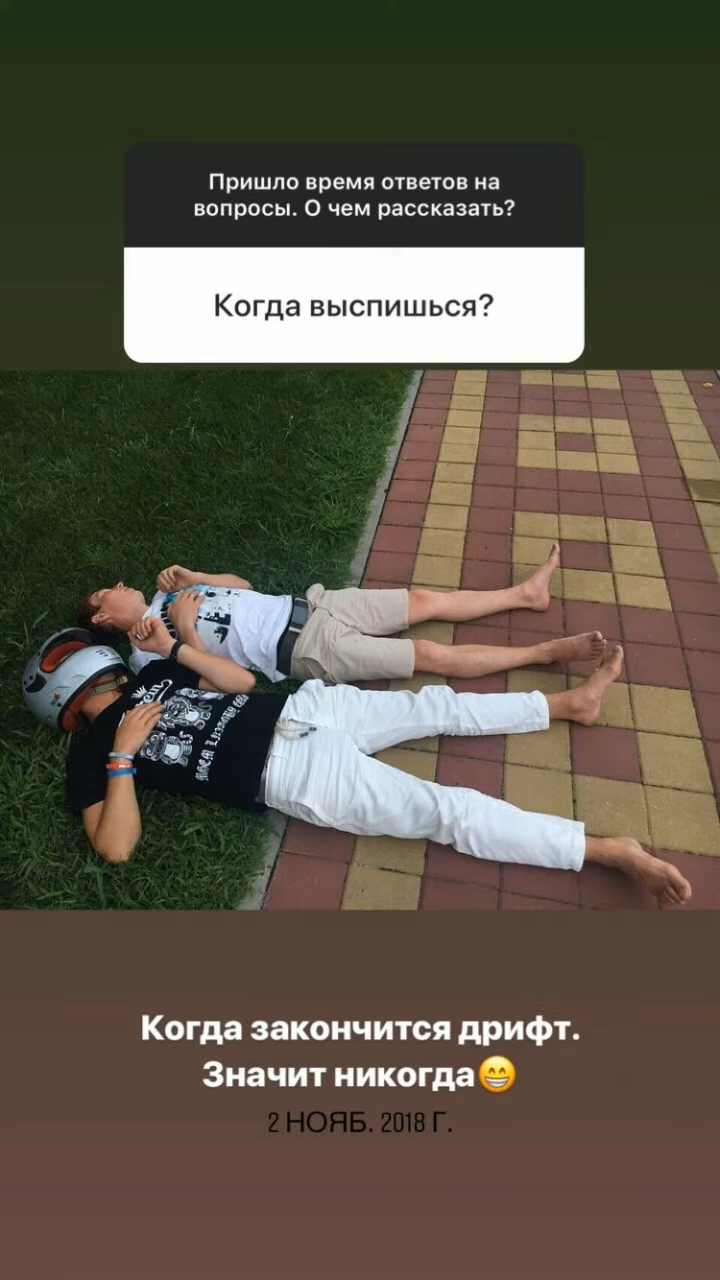 Пришло время ответов на
вопросы. О чем рассказать?
Когда выспишься?
Когда закончится дрифт.
Значит никогда😁
2 НОЯБ. 2018 Г.